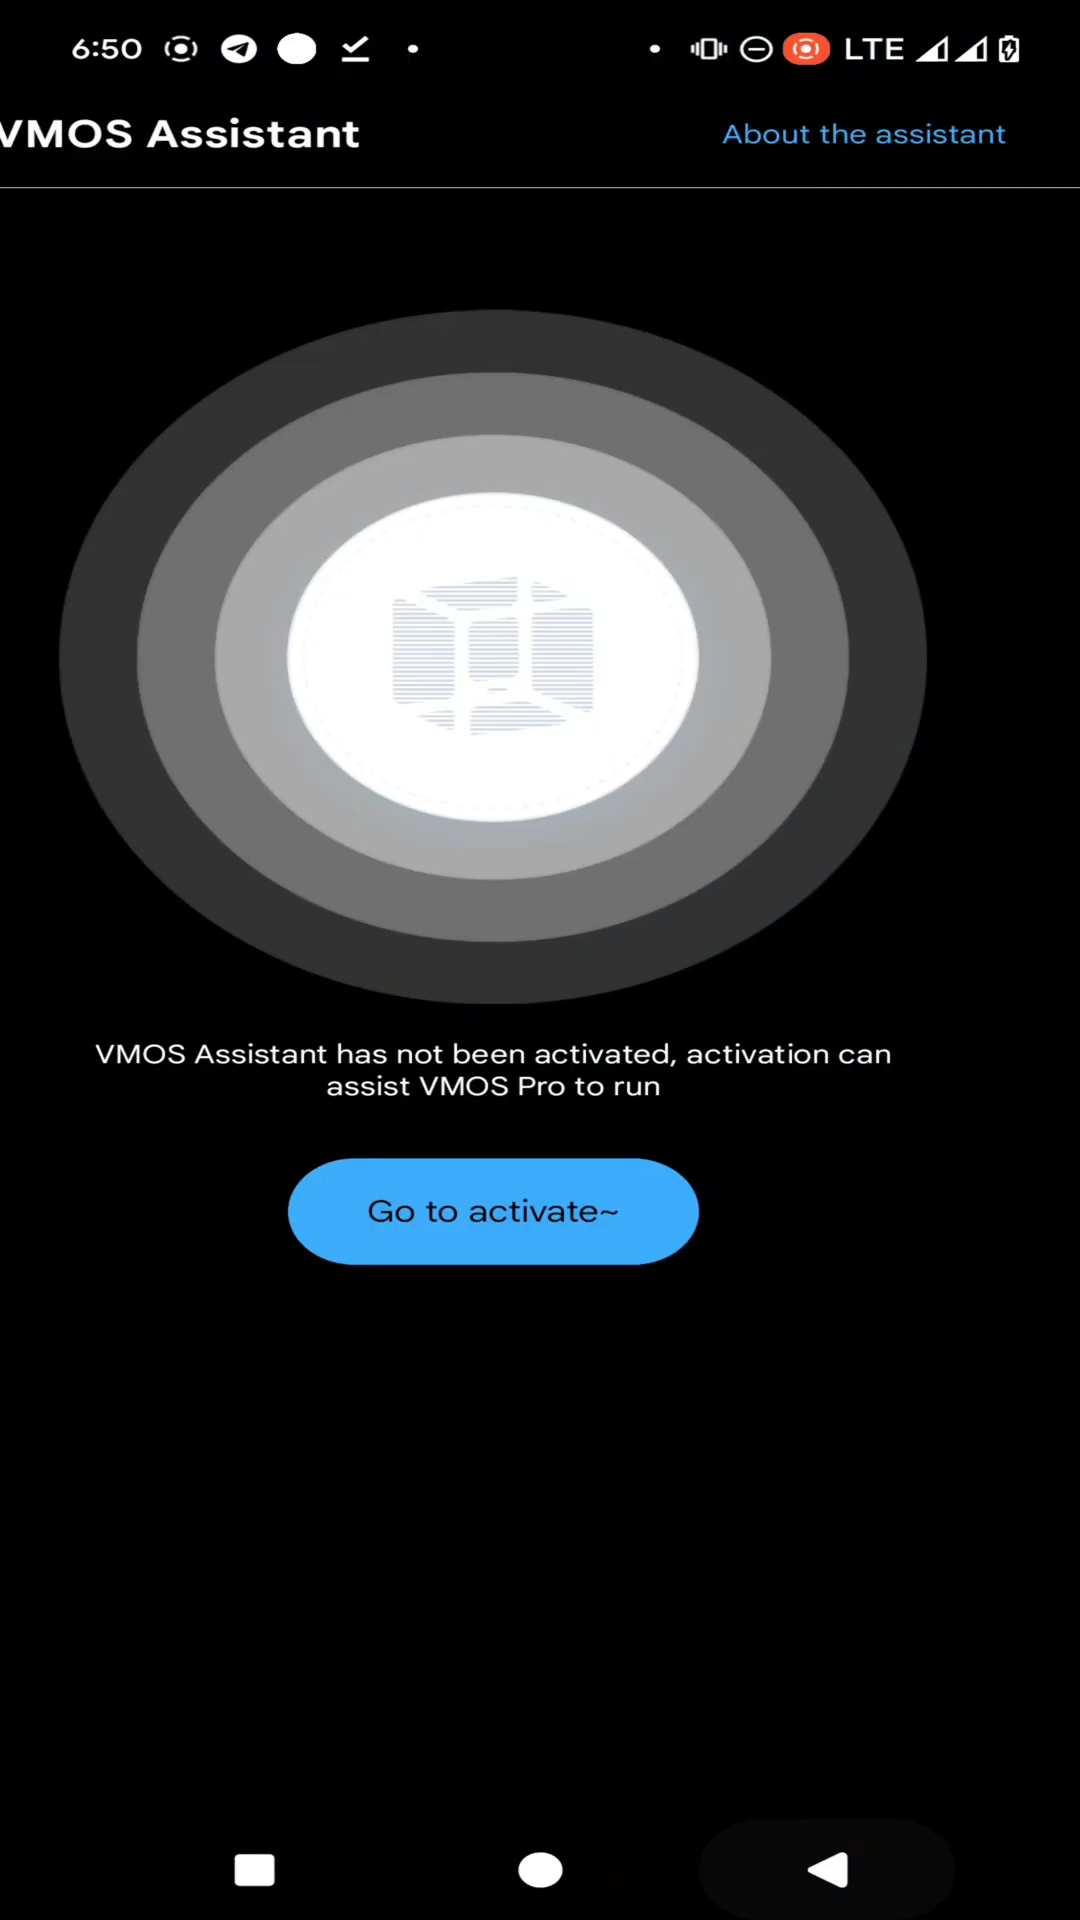 6:50 LTE
VMOS Assistant
About the assistant
VMOS Assistant has not been activated, activation can
assist VMOS Pro to run
Go to activate~